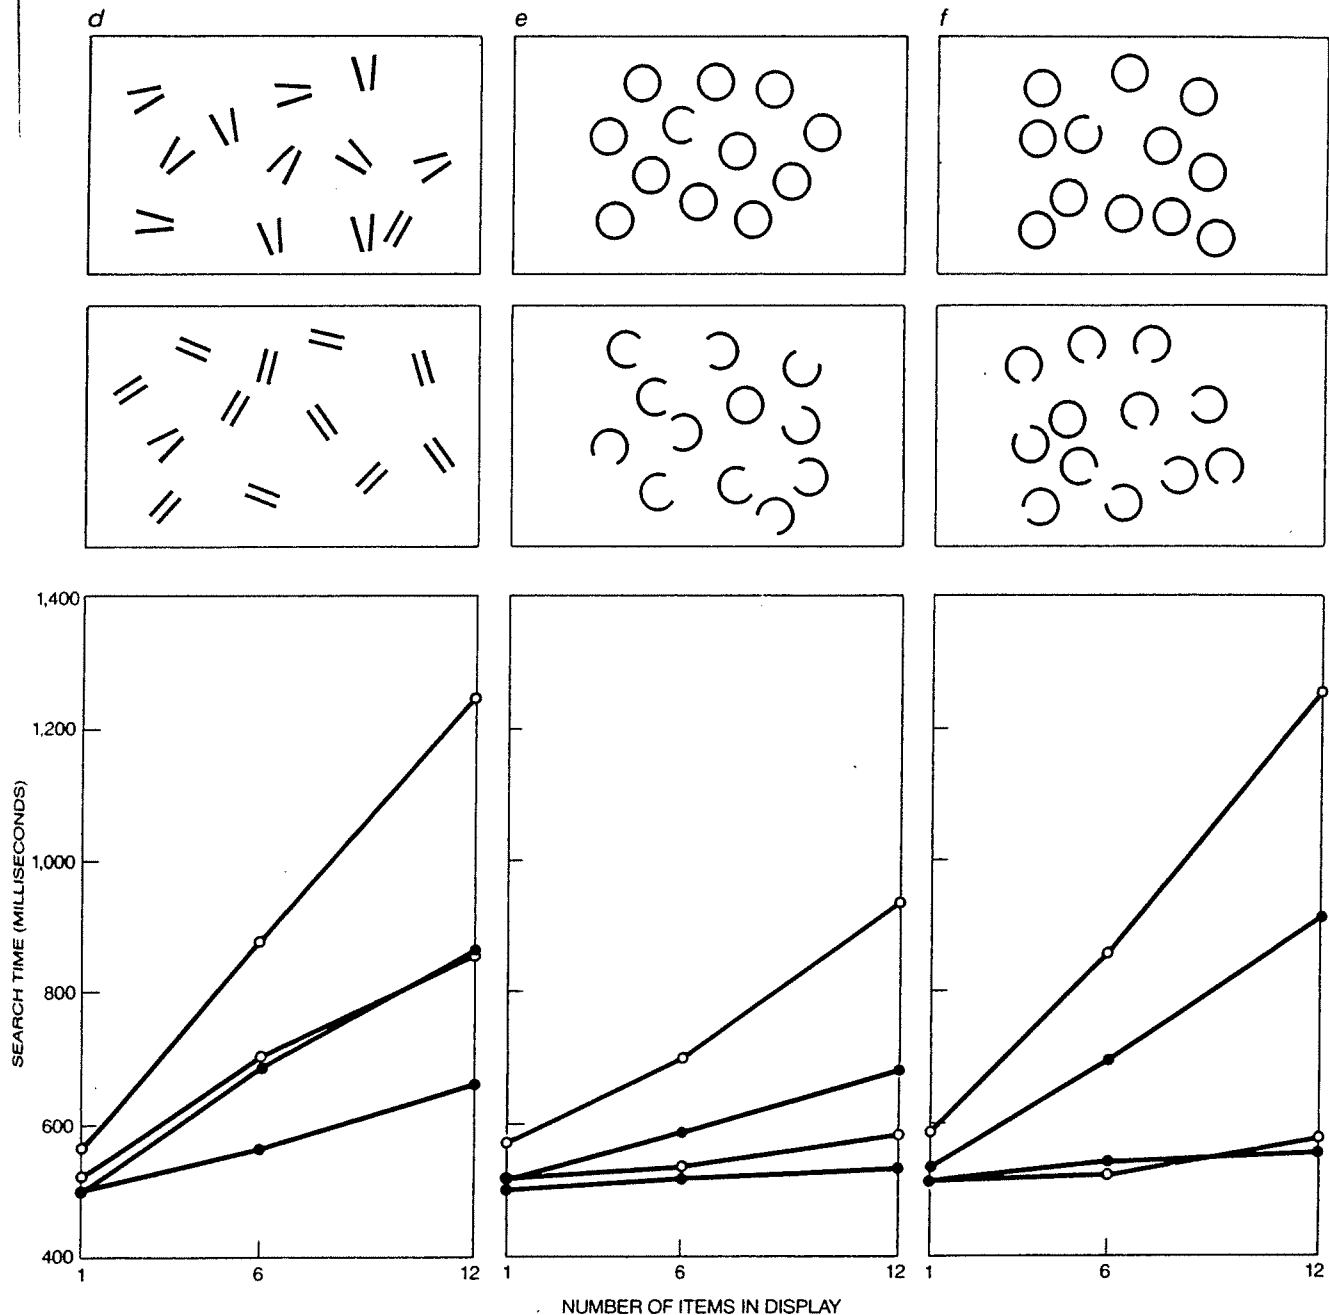 d e f
1,400
1,200
1,000
800
600
400
SEARCH TIME (MILLISECONDS)
1 6 12 1 6 12 1 6 12
NUMBER OF ITEMS IN DISPLAY